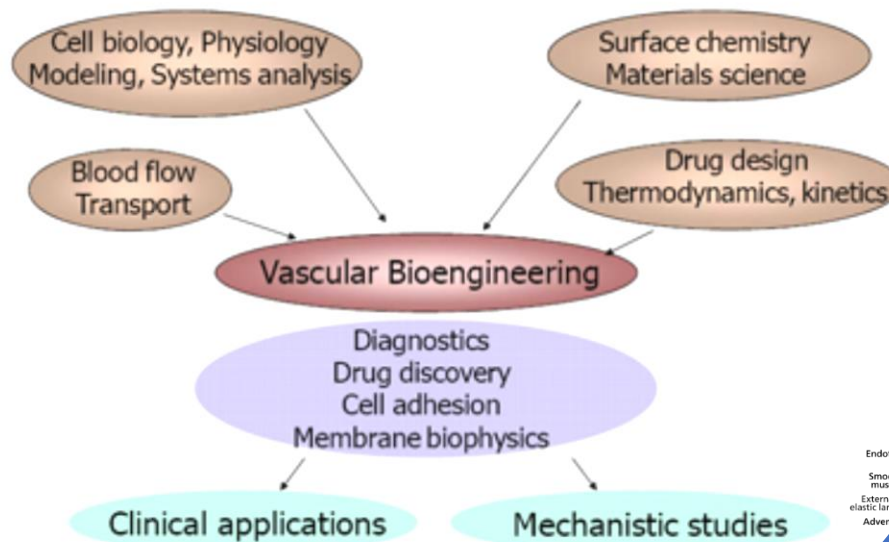 Cell biology, Physiology
Modeling, Systems analysis
Surface chemistry
Materials science
Blood flow
Transport
Drug design
Thermodynamics, kinetics
Vascular Bioengineering
Diagnostics
Drug discovery
Cell adhesion
Membrane biophysics
Clinical applications
Mechanistic studies